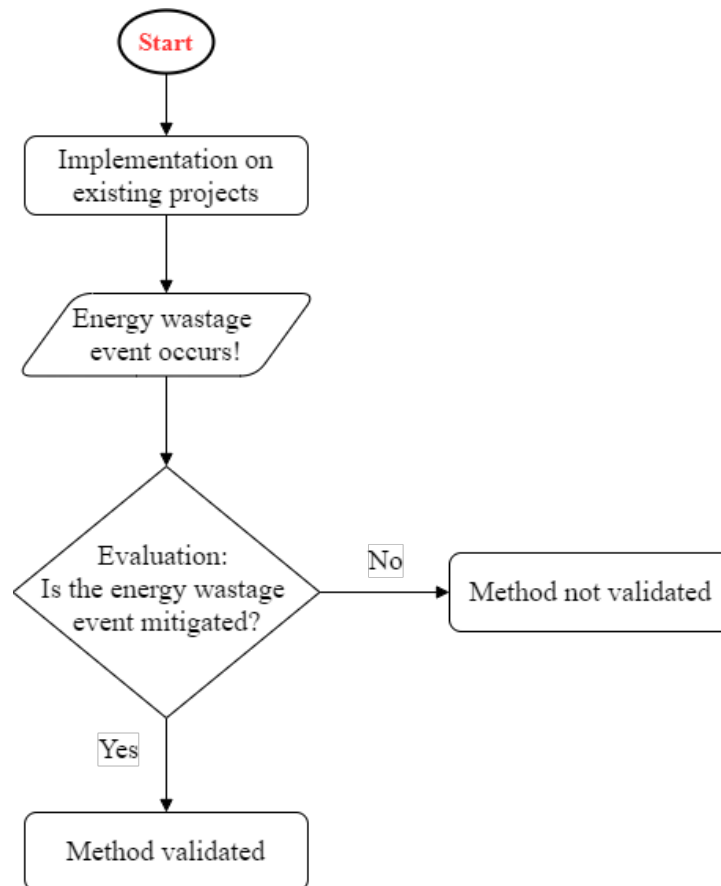 Start
Implementation on
existing projects
Energy wastage
event occurs!
Evaluation:
Is the energy wastage
event mitigated?
No
Method not validated
Yes
Method validated